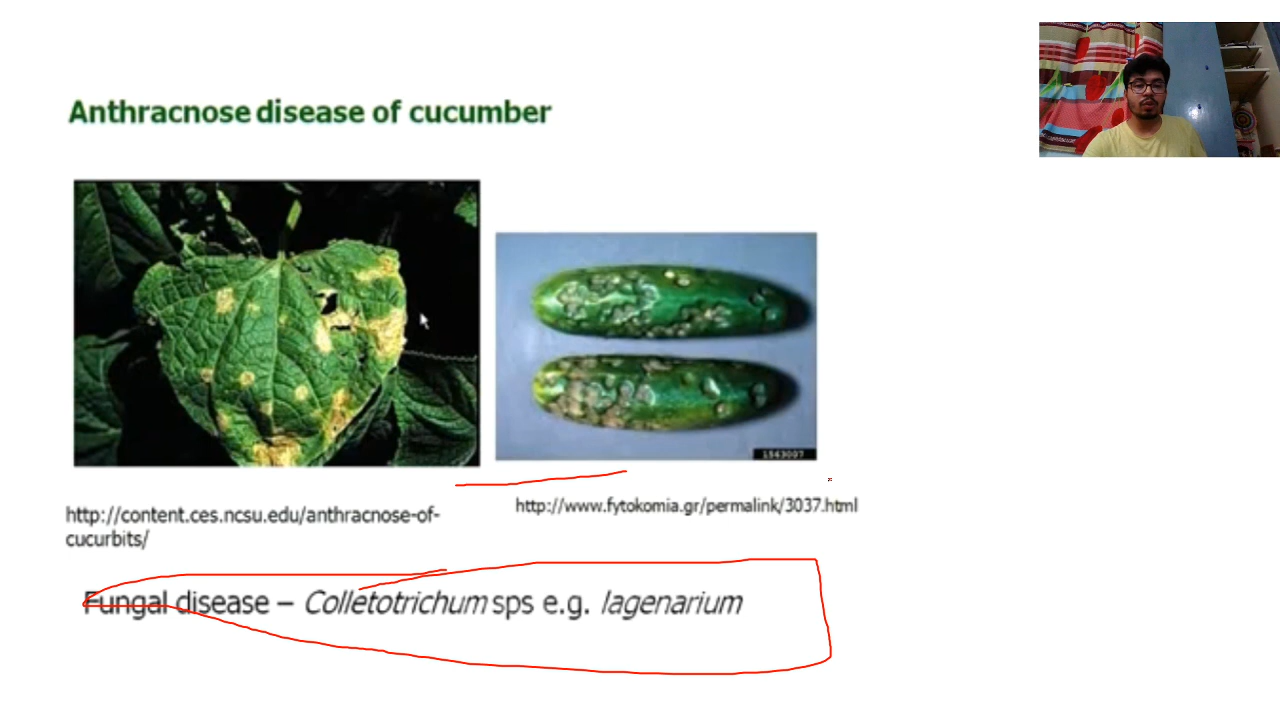 Anthracnose disease of cucumber
1563007
http://content.ces.ncsu.edu/anthracnose-of-
cucurbits/
http://www.fytokomia.gr/permalink/3037.html
Fungal disease – Colletotrichum sps e.g. lagenarium